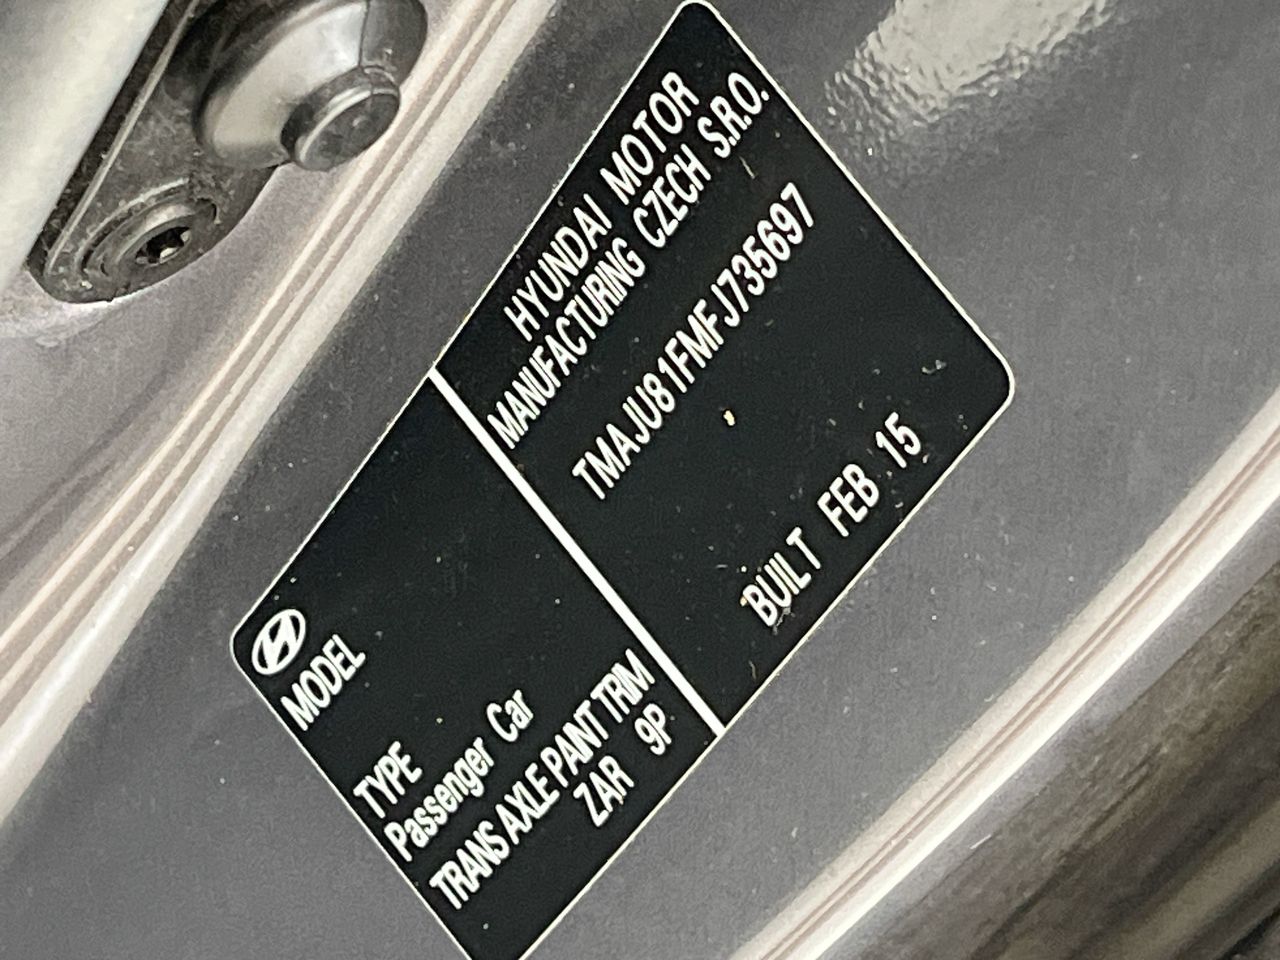 HYUNDAI MOTOR
MANUFACTURING CZECH S.R.O.
TMAJU81FMFJ735697
BUILT FEB 15
MODEL
TYPE
Passenger Car
TRANS AXLE PAINT TRIM
ZAR 9P